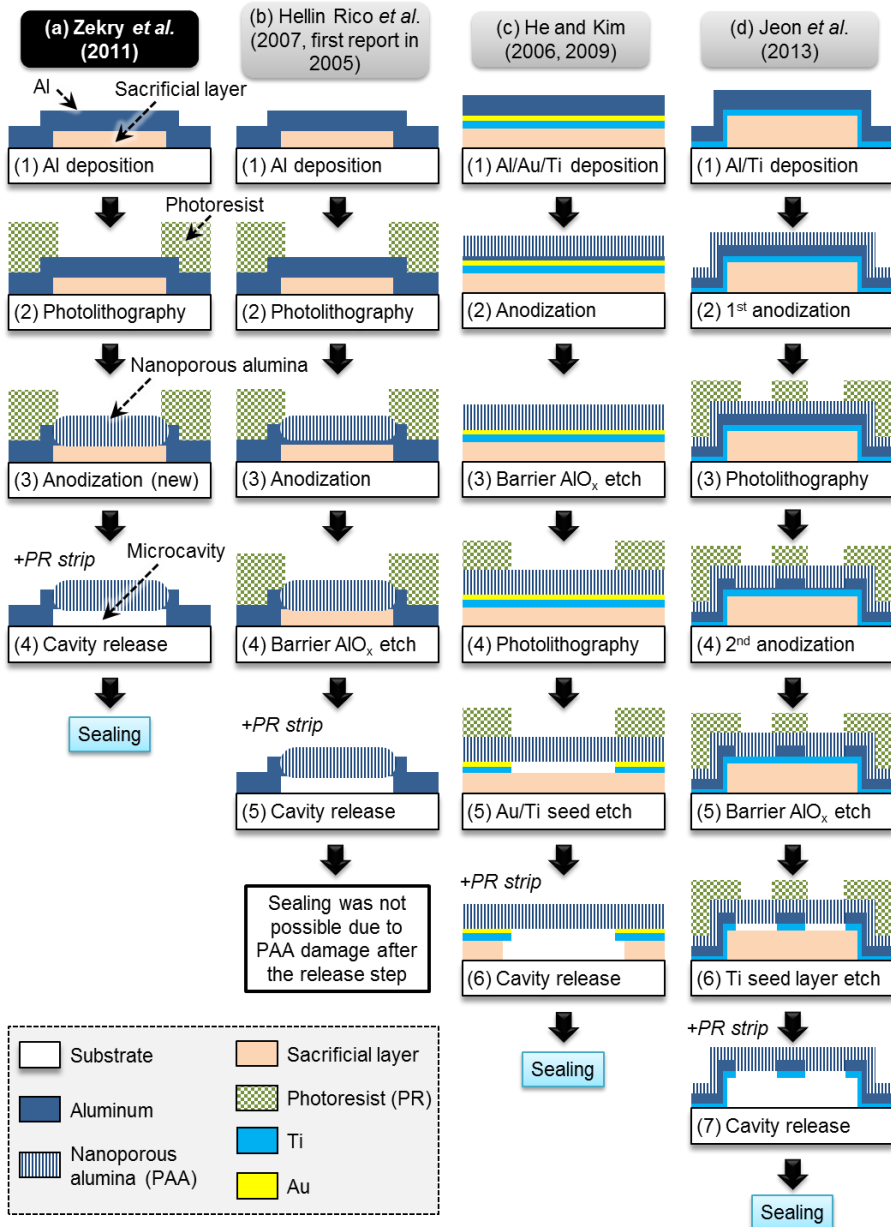 (a) Zekry et al.
(2011)
Al
Sacrificial layer
(1) Al deposition
Photoresist
(2) Photolithography
Nanoporous alumina
(3) Anodization (new)
+PR strip
Microcavity
(4) Cavity release
Sealing
(b) Hellin Rico et al.
(2007, first report in
2005)
(1) Al deposition
(2) Photolithography
(3) Anodization
(4) Barrier AlOx etch
+PR strip
(5) Cavity release
Sealing was not
possible due to
PAA damage after
the release step
(c) He and Kim
(2006, 2009)
(1) Al/Au/Ti deposition
(2) Anodization
(3) Barrier AlOx etch
(4) Photolithography
(5) Au/Ti seed etch
+PR strip
(6) Cavity release
Sealing
(d) Jeon et al.
(2013)
(1) Al/Ti deposition
(2) 1st anodization
(3) Photolithography
(4) 2nd anodization
(5) Barrier AlOx etch
(6) Ti seed layer etch
+PR strip
(7) Cavity release
Sealing
Substrate
Aluminum
Nanoporous
alumina (PAA)
Sacrificial layer
Photoresist (PR)
Ti
Au